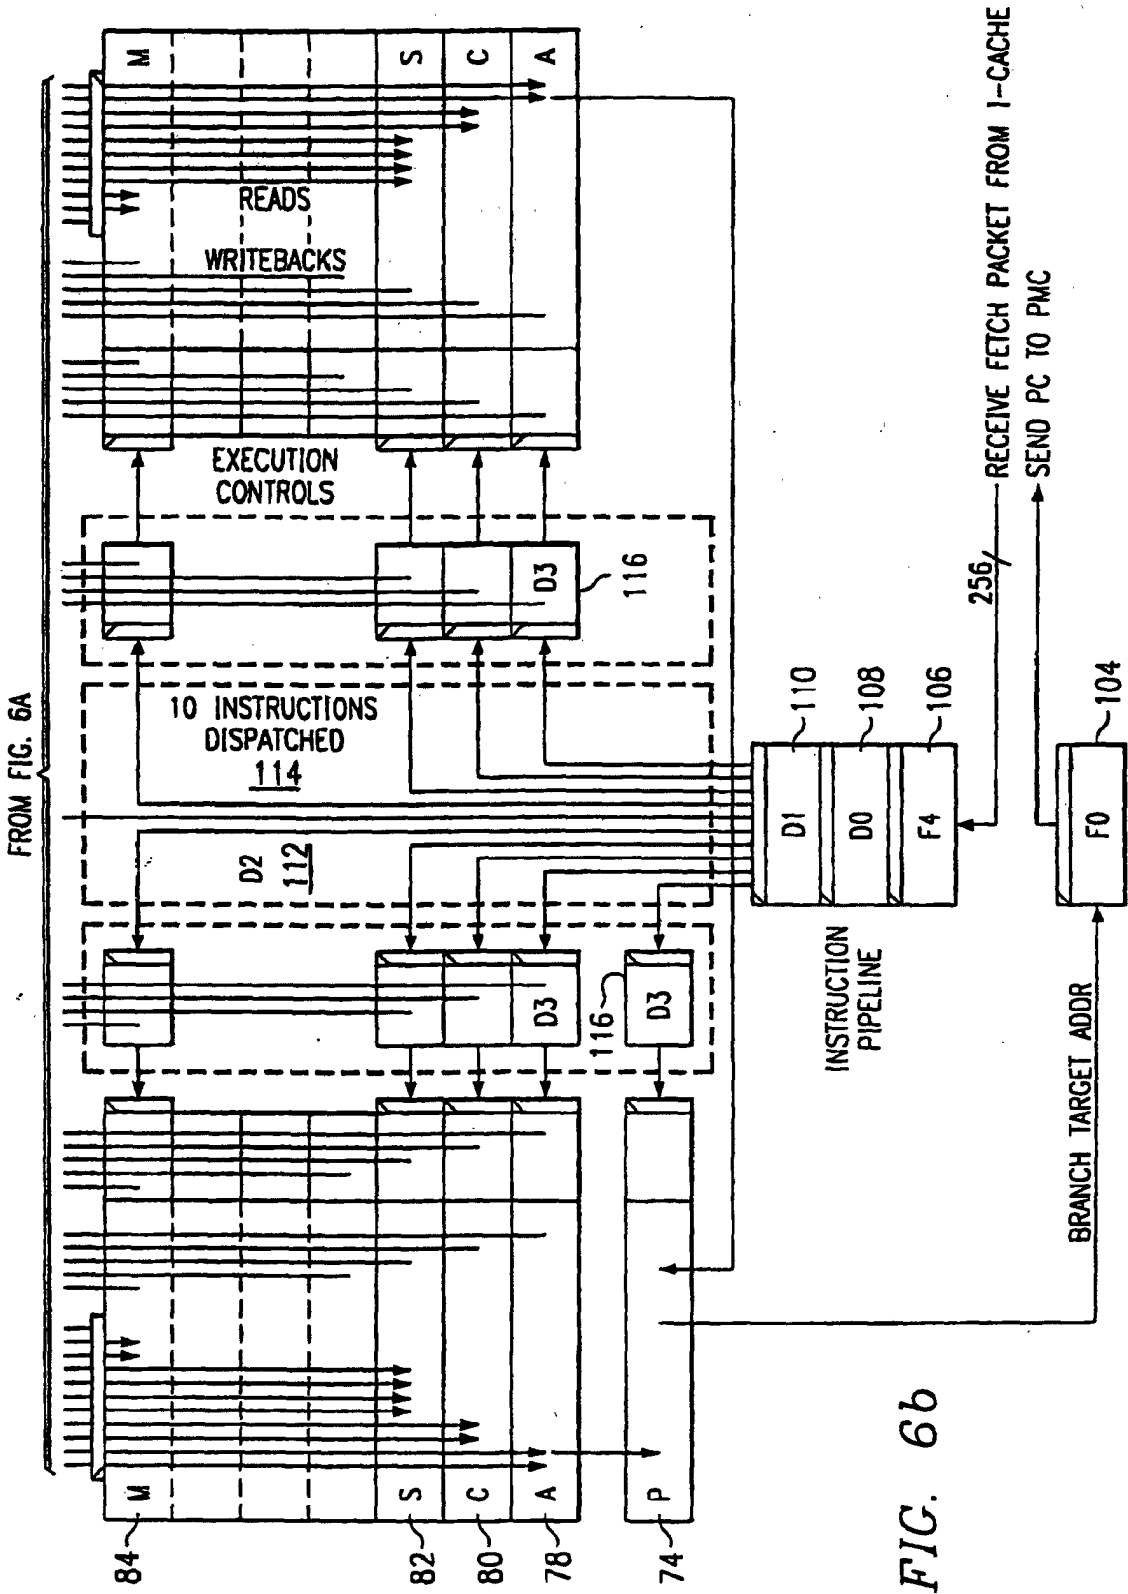 FROM FIG. 6A
84
M
M
82
S
S
80
C
C
78
A
A
74
P
READS
WRITEBACKS
EXECUTION
CONTROLS
10 INSTRUCTIONS
DISPATCHED
114
D2
112
D3
116
D3
D3
116
INSTRUCTION
PIPELINE
D1
110
D0
108
F4
106
256
RECEIVE FETCH PACKET FROM I-CACHE
SEND PC TO PMC
F0
104
BRANCH TARGET ADDR
FIG. 6b